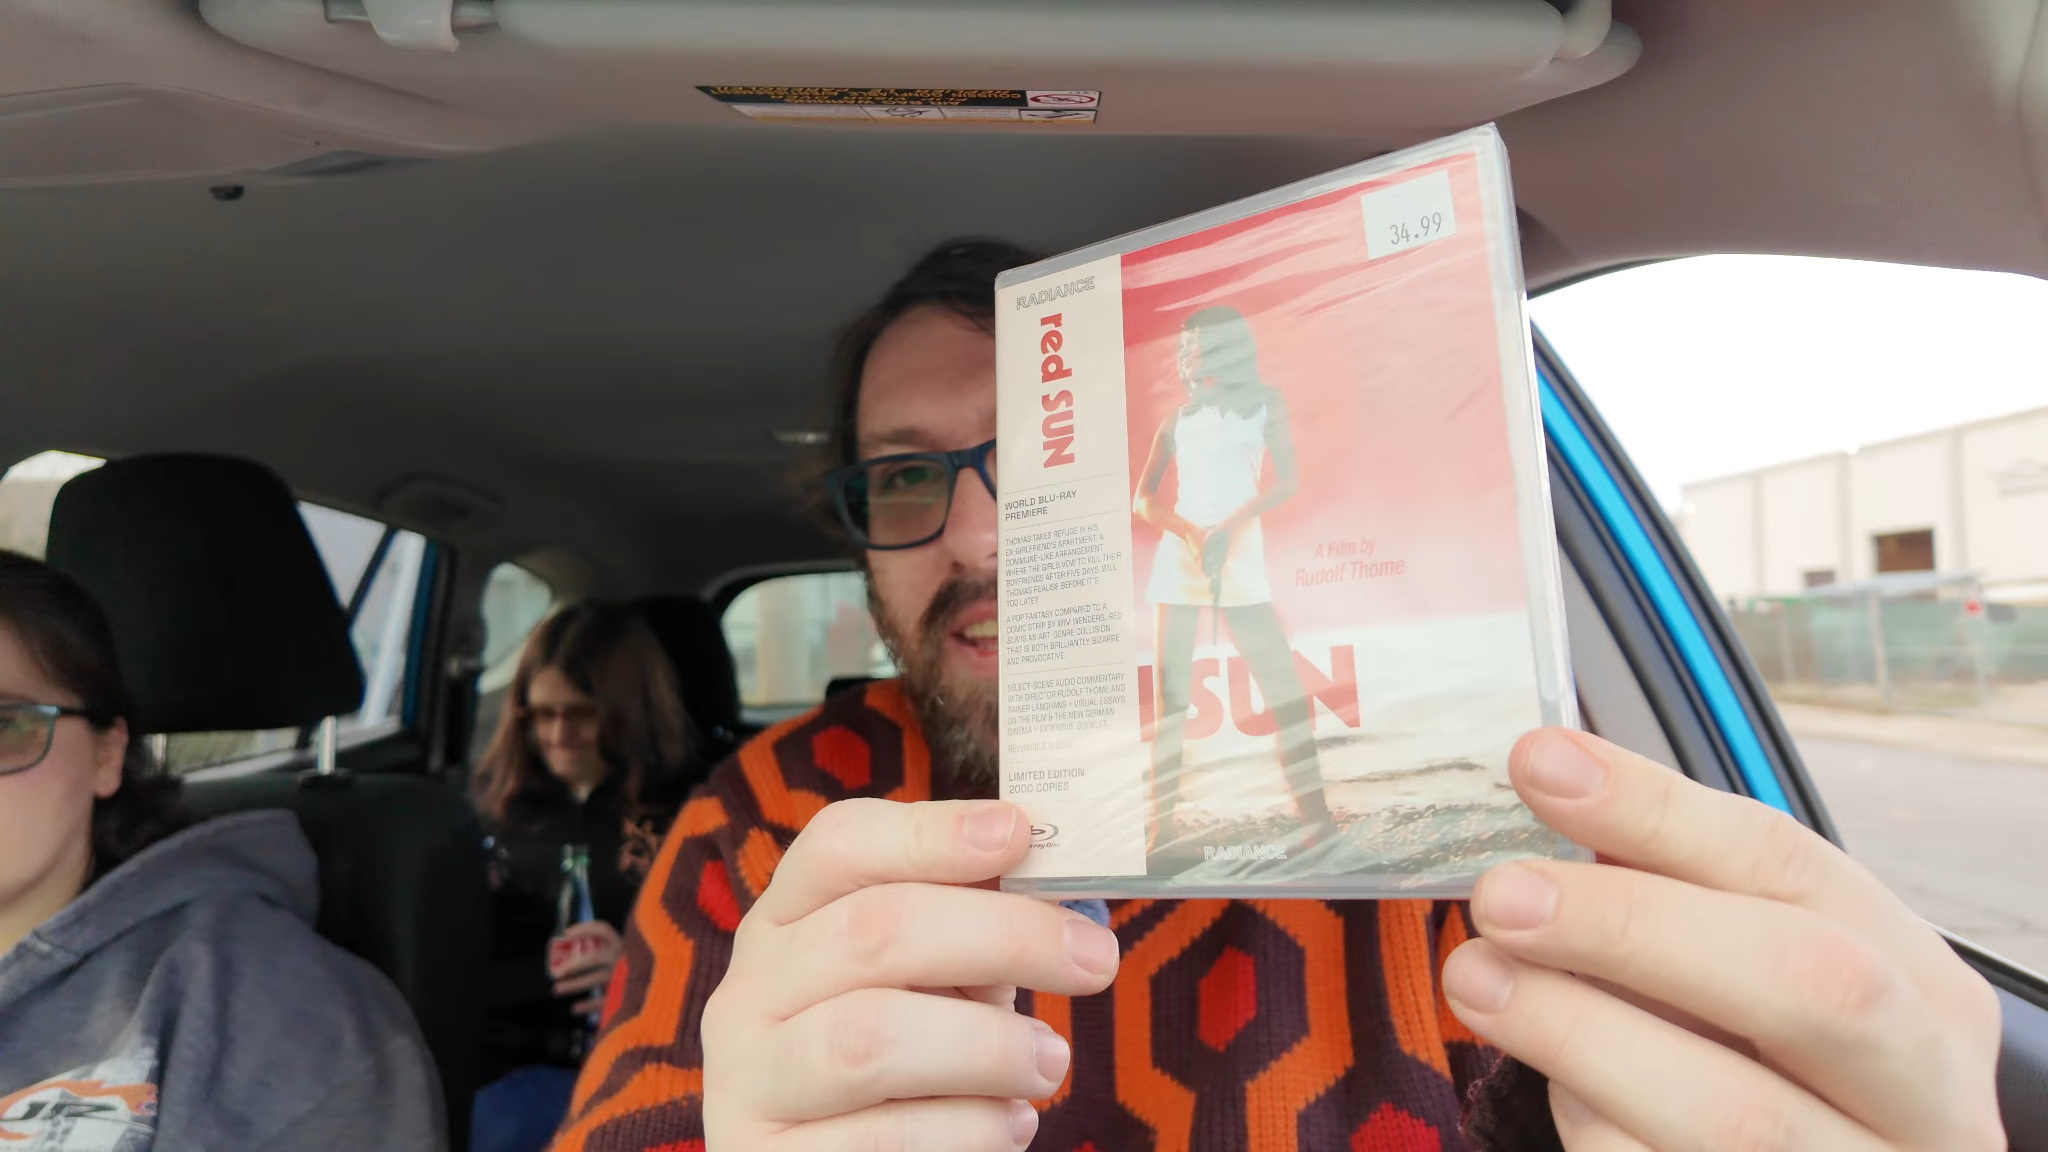 34.99
RADIANCE
red SUN
WORLD BLU-RAY
PREMIERE
THOMAS TAKES REFUGE IN HIS
EX-GIRLFRIEND'S APARTMENT, A
COMMUNE-LIKE ARRANGEMENT
WHERE THE GIRLS VOW TO KILL THEIR
BOYFRIENDS AFTER FIVE DAYS. WILL
THOMAS REALISE BEFORE IT'S
TOO LATE?
A POP FANTASY COMPARED TO A
COMIC STRIP BY WIM WENDERS, RED
SUN IS AN ART-GENRE COLLISION
THAT IS BOTH BRILLIANTLY BIZARRE
AND PROVOCATIVE.
SELECT-SCENE AUDIO COMMENTARY
WITH DIRECTOR RUDOLF THOME AND
RAINER LANGHANS + VISUAL ESSAYS
ON THE FILM & THE NEW GERMAN
CINEMA + EXTENSIVE BOOKLET
REVERSIBLE SLEEVE
LIMITED EDITION
2000 COPIES
A Film by
Rudolf Thome
SUN
RADIANCE